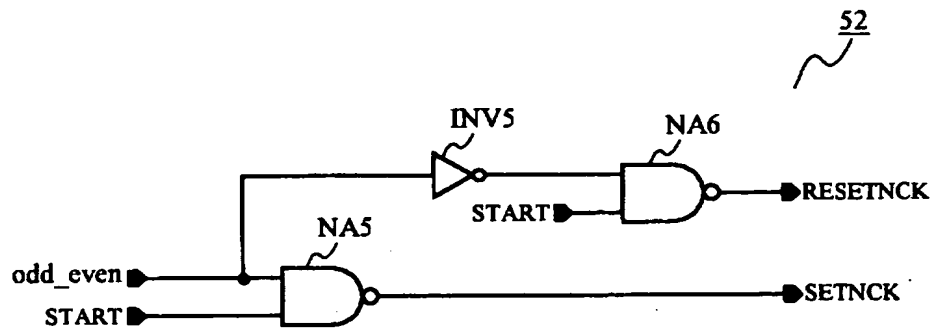 52
INV5
NA6
RESETNCK
START
NA5
odd_even
SETNCK
START